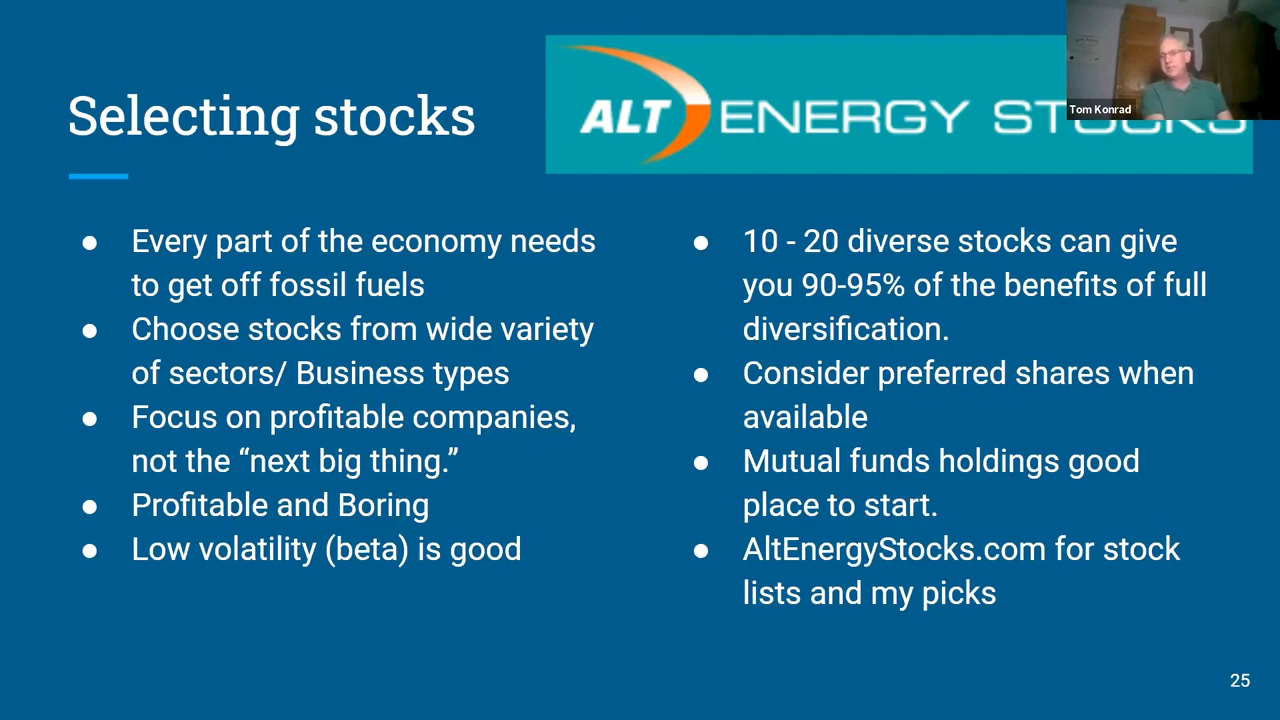 Selecting stocks
ALT ENERGY STOCKS
Tom Konrad
● Every part of the economy needs
to get off fossil fuels
● Choose stocks from wide variety
of sectors/ Business types
● Focus on profitable companies,
not the “next big thing.”
● Profitable and Boring
● Low volatility (beta) is good
● 10 - 20 diverse stocks can give
you 90-95% of the benefits of full
diversification.
● Consider preferred shares when
available
● Mutual funds holdings good
place to start.
● AltEnergyStocks.com for stock
lists and my picks
25